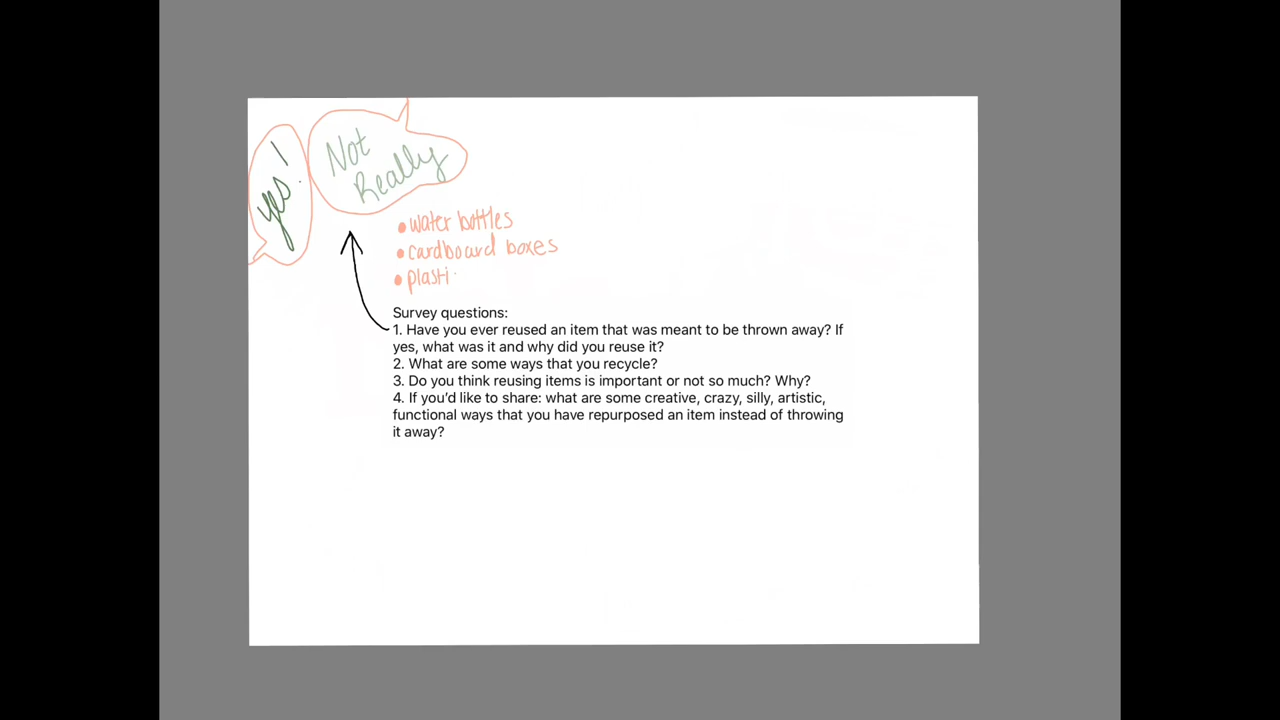 yes!
Not
Really
• water bottles
• cardboard boxes
• plasti
Survey questions:
1. Have you ever reused an item that was meant to be thrown away? If
yes, what was it and why did you reuse it?
2. What are some ways that you recycle?
3. Do you think reusing items is important or not so much? Why?
4. If you’d like to share: what are some creative, crazy, silly, artistic,
functional ways that you have repurposed an item instead of throwing
it away?